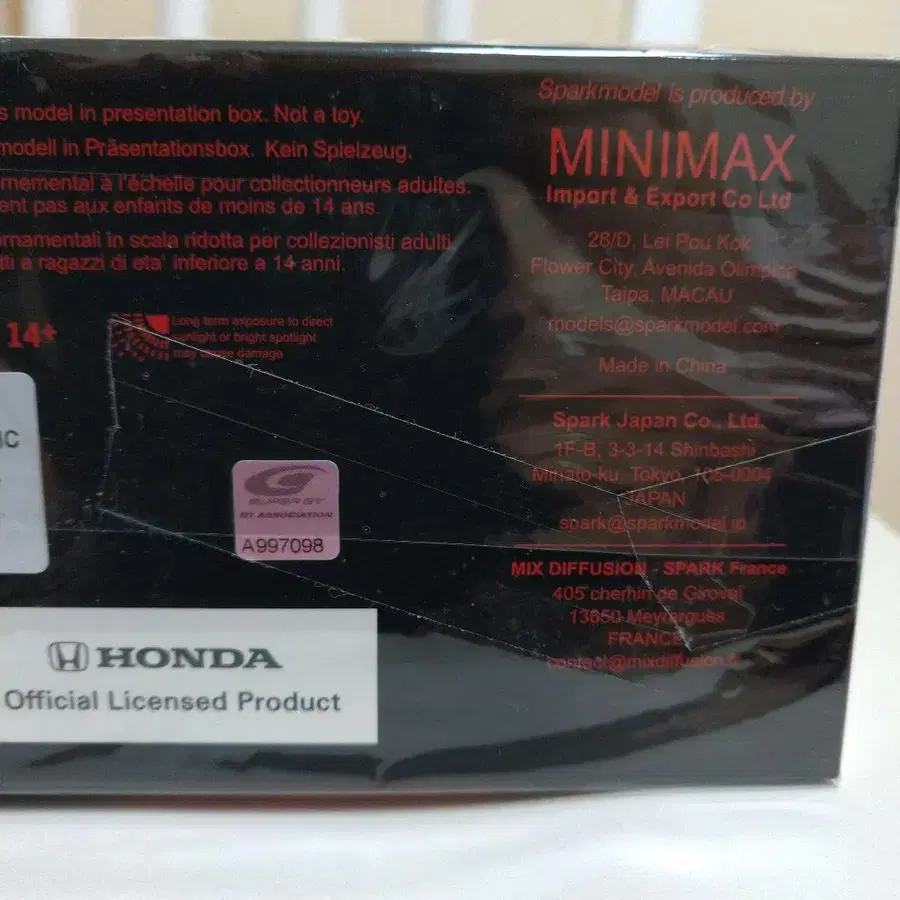 s model in presentation box. Not a toy.
modell in Präsentationsbox. Kein Spielzeug.
rnemental à l'échelle pour collectionneurs adultes.
ent pas aux enfants de moins de 14 ans.
ornamentali in scala ridotta per collezionisti adulti.
tti a ragazzi di eta' inferiore a 14 anni.
14+
Long term exposure to direct
sunlight or bright spotlight
may cause damage
IC
SUPER GT
GT ASSOCIATION
A997098
HONDA
Official Licensed Product
Sparkmodel is produced by
MINIMAX
Import & Export Co Ltd
28/D, Lei Pou Kok
Flower City, Avenida Olimpica
Taipa, MACAU
models@sparkmodel.com
Made in China
Spark Japan Co., Ltd.
1F-B, 3-3-14 Shinbashi
Minato-ku, Tokyo, 105-0004
JAPAN
spark@sparkmodel.jp
MIX DIFFUSION - SPARK France
405 chemin de Giroval
13650 Meyrargues
FRANCE
contact@mixdiffusion.